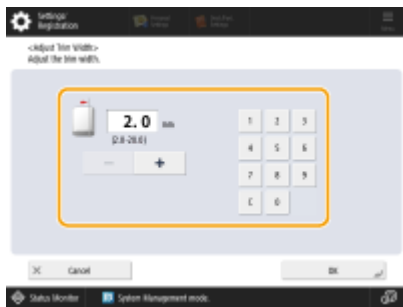 Settings/
Registration
<Adjust Trim Width>
Adjust the trim width.
2.0 mm
(2.0-28.0)
− +
1 2 3
4 5 6
7 8 9
C 0
× Cancel
OK
Status Monitor
System Management mode.